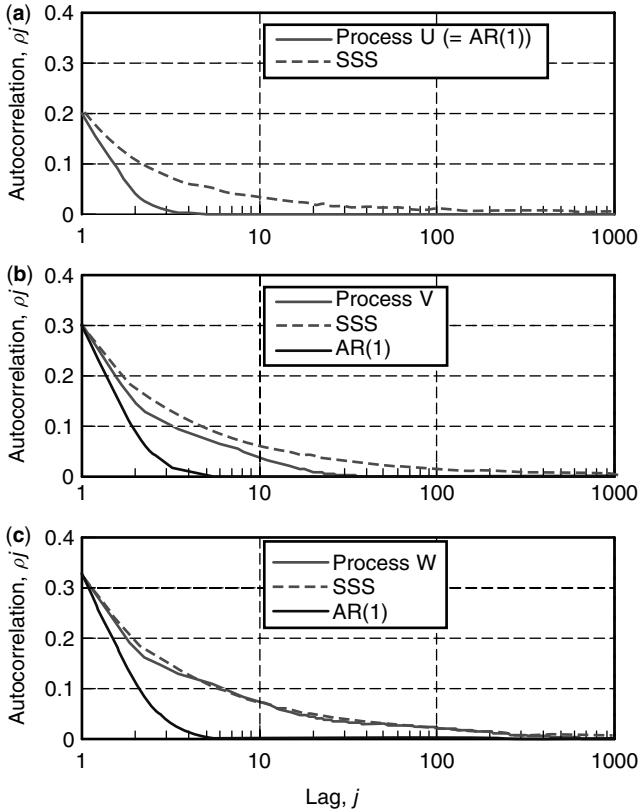 (a)
0.4
0.3
0.2
0.1
0
Autocorrelation, ρj
Process U (= AR(1))
SSS
1
10
100
1000
(b)
0.4
0.3
0.2
0.1
0
Autocorrelation, ρj
Process V
SSS
AR(1)
1
10
100
1000
(c)
0.4
0.3
0.2
0.1
0
Autocorrelation, ρj
Process W
SSS
AR(1)
1
10
100
1000
Lag, j